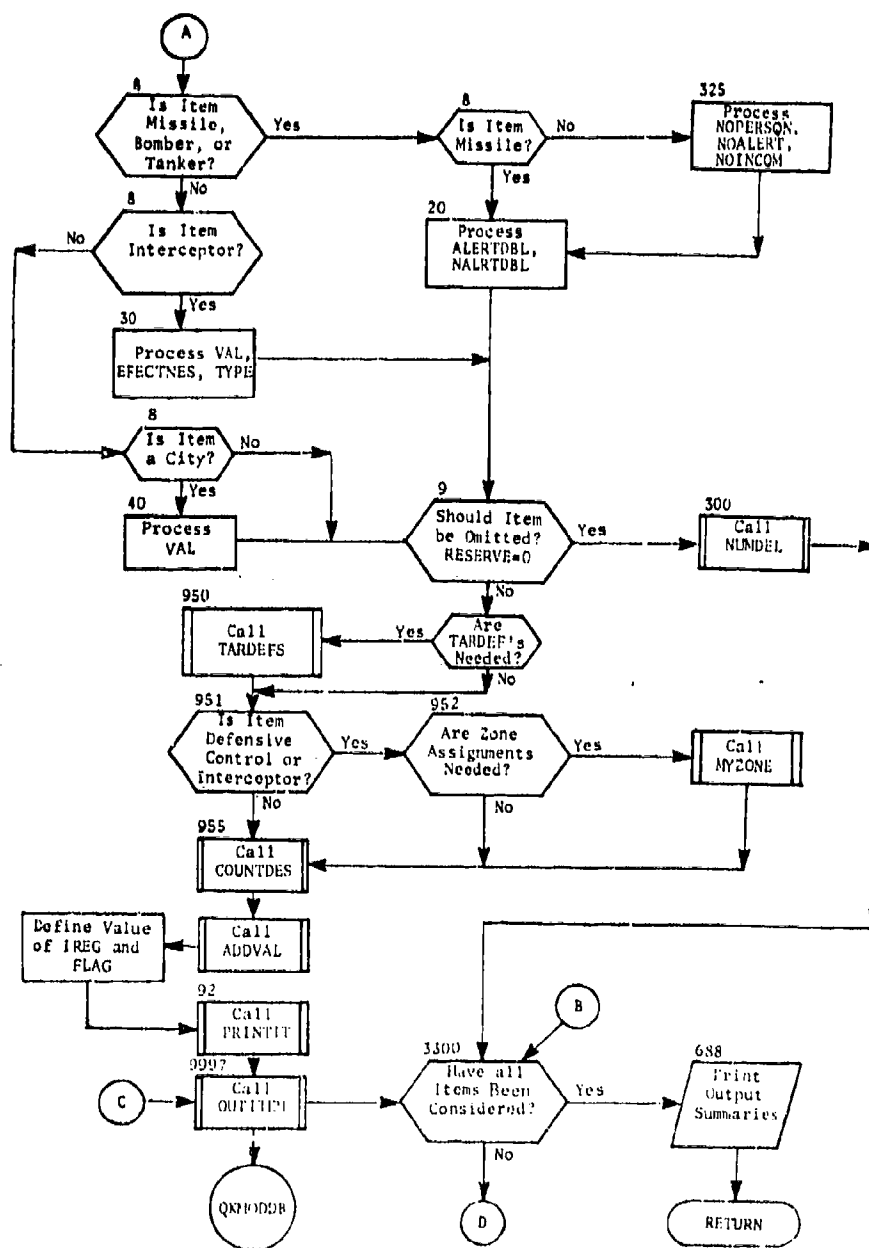 A
8
Is Item
Missile,
Bomber, or
Tanker?
Yes
No
8
Is Item
Missile?
No
Yes
325
Process
NOPERSQN,
NOALERT,
NOINCOM
8
Is Item
Interceptor?
No
Yes
20
Process
ALERTDBL,
NALRTDBL
30
Process VAL,
EFECTNES, TYPE
8
Is Item
a City?
No
Yes
40
Process
VAL
9
Should Item
be Omitted?
RESERVE=0
Yes
No
300
Call
NUMDEL
950
Call
TARDEFS
Yes
Are
TARDEF's
Needed?
No
951
Is Item
Defensive
Control or
Interceptor?
Yes
No
952
Are Zone
Assignments
Needed?
Yes
No
Call
MYZONE
955
Call
COUNTDES
Define Value
of IREG and
FLAG
Call
ADDVAL
92
Call
PRINTIT
B
9997
Call
OUTITEM
C
3300
Have all
Items Been
Considered?
Yes
No
688
Print
Output
Summaries
QKMODDB
D
RETURN